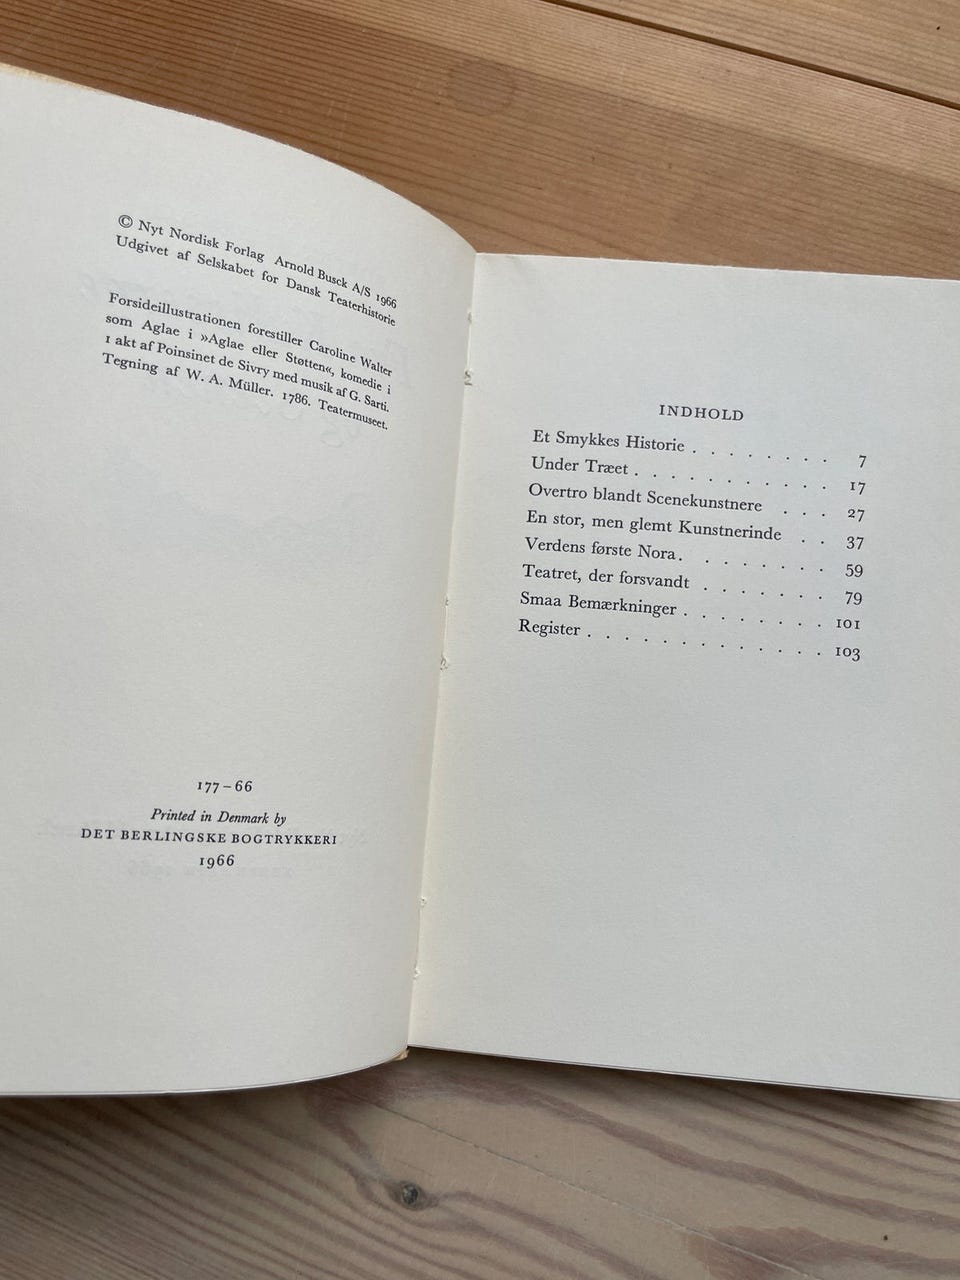 © Nyt Nordisk Forlag Arnold Busck A/S 1966
Udgivet af Selskabet for Dansk Teaterhistorie
Forsideillustrationen forestiller Caroline Walter
som Aglae i »Aglae eller Støtten«, komedie i
1 akt af Poinsinet de Sivry med musik af G. Sarti.
Tegning af W. A. Müller. 1786. Teatermuseet.
177-66
Printed in Denmark by
DET BERLINGSKE BOGTRYKKERI
1966
INDHOLD
Et Smykkes Historie . . . . . . . . 7
Under Træet . . . . . . . . . . . 17
Overtro blandt Scenekunstnere . . . 27
En stor, men glemt Kunstnerinde . . 37
Verdens første Nora . . . . . . . . 59
Teatret, der forsvandt . . . . . . . 79
Smaa Bemærkninger . . . . . . . . 101
Register . . . . . . . . . . . . . 103